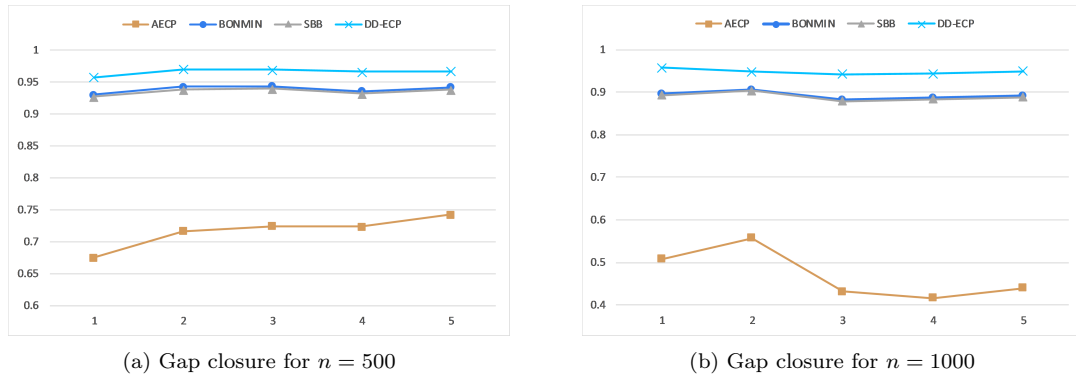 AECP BONMIN SBB DD-ECP
1
0.95
0.9
0.85
0.8
0.75
0.7
0.65
0.6
1 2 3 4 5
(a) Gap closure for n = 500
AECP BONMIN SBB DD-ECP
1
0.9
0.8
0.7
0.6
0.5
0.4
1 2 3 4 5
(b) Gap closure for n = 1000